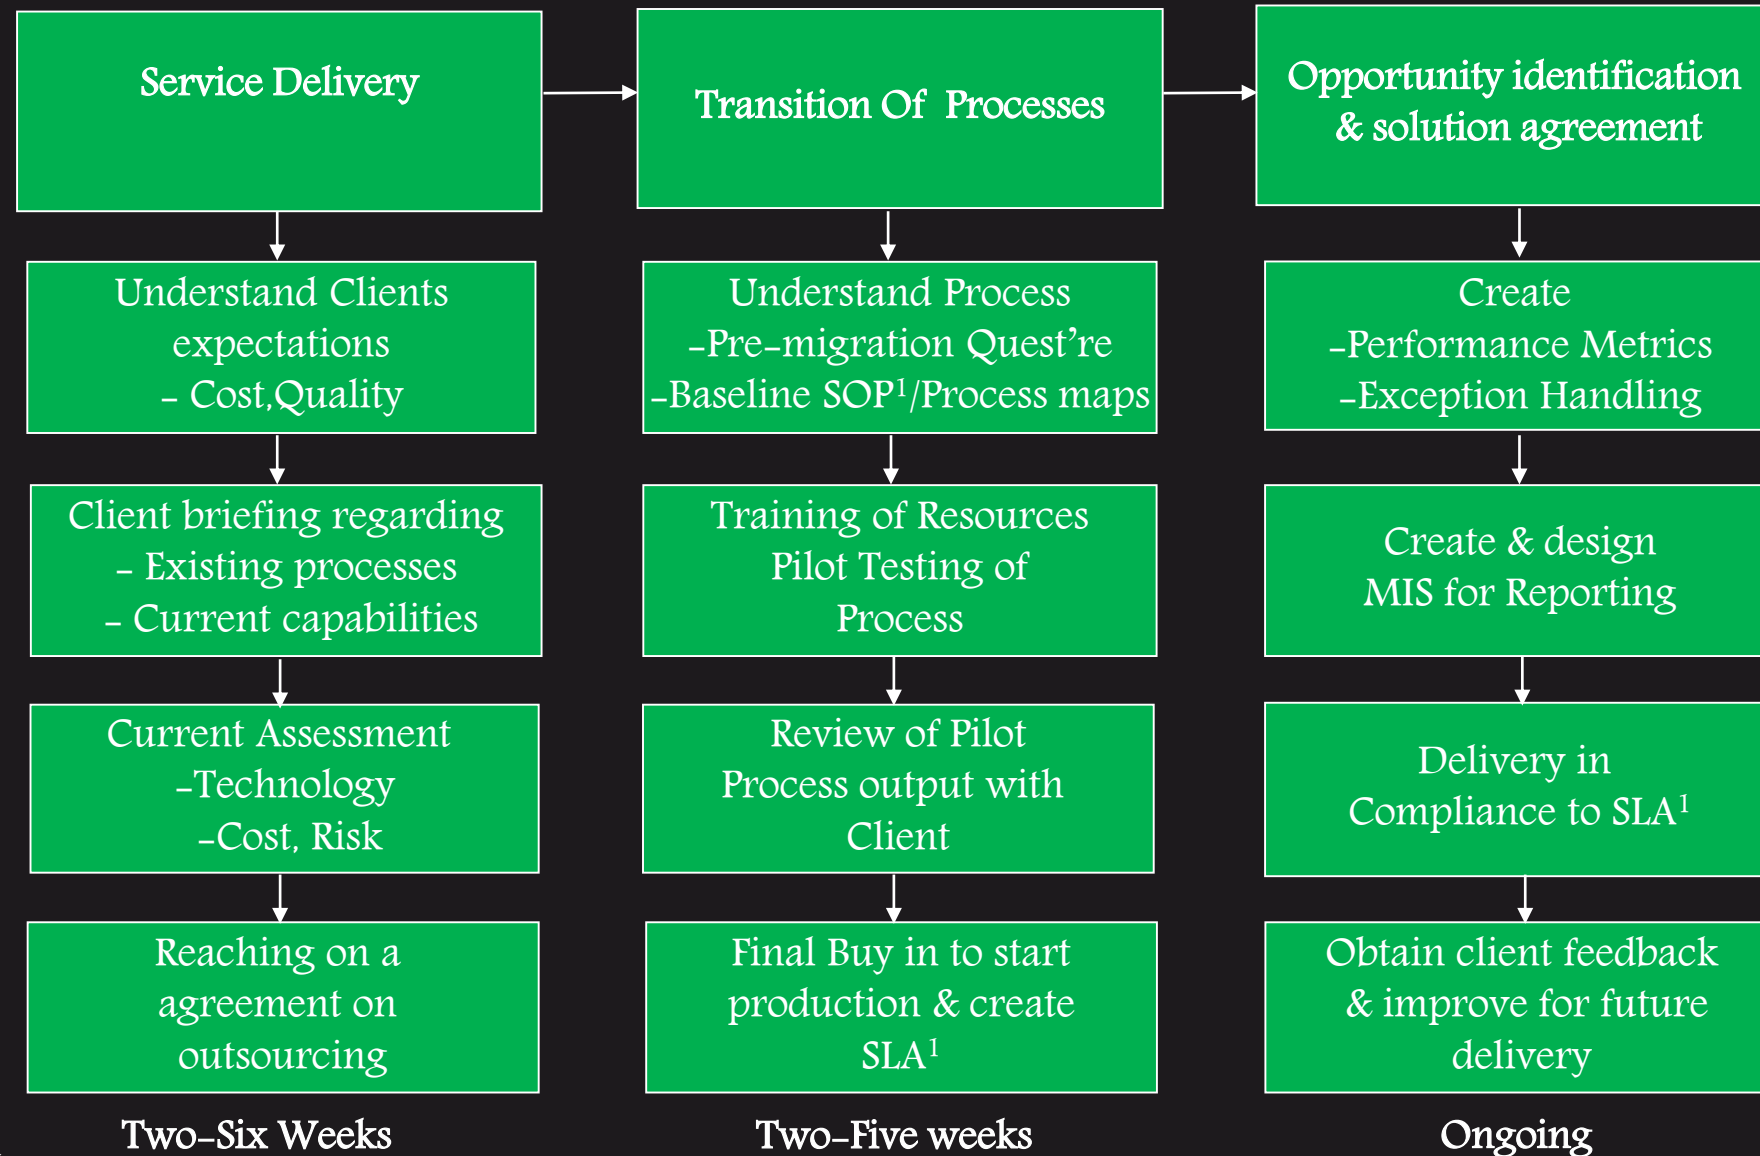 Service Delivery
Transition Of Processes
Opportunity identification
& solution agreement
Understand Clients
expectations
- Cost,Quality
Understand Process
-Pre-migration Quest're
-Baseline SOP¹/Process maps
Create
-Performance Metrics
-Exception Handling
Client briefing regarding
- Existing processes
- Current capabilities
Training of Resources
Pilot Testing of
Process
Create & design
MIS for Reporting
Current Assessment
-Technology
-Cost, Risk
Review of Pilot
Process output with
Client
Delivery in
Compliance to SLA¹
Reaching on a
agreement on
outsourcing
Final Buy in to start
production & create
SLA¹
Obtain client feedback
& improve for future
delivery
Two-Six Weeks
Two-Five weeks
Ongoing